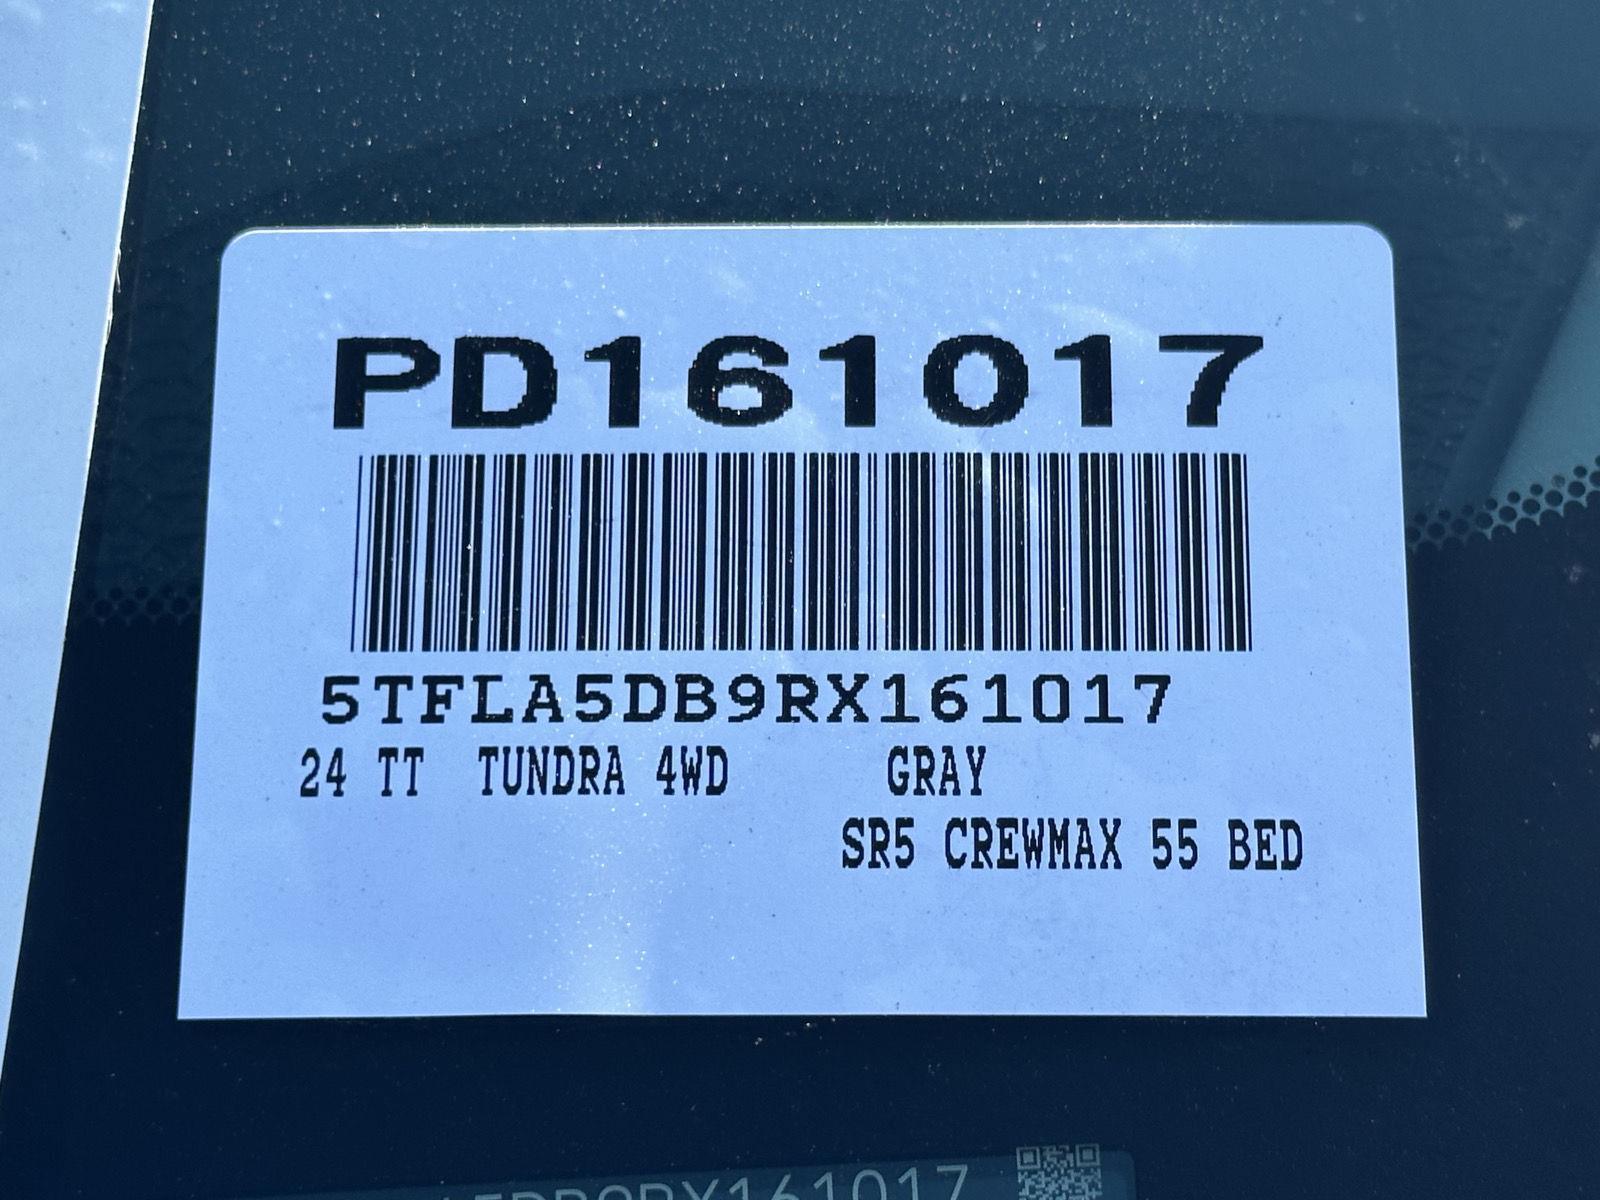 PD161017
5TFLA5DB9RX161017
24 TT TUNDRA 4WD GRAY
SR5 CREWMAX 55 BED